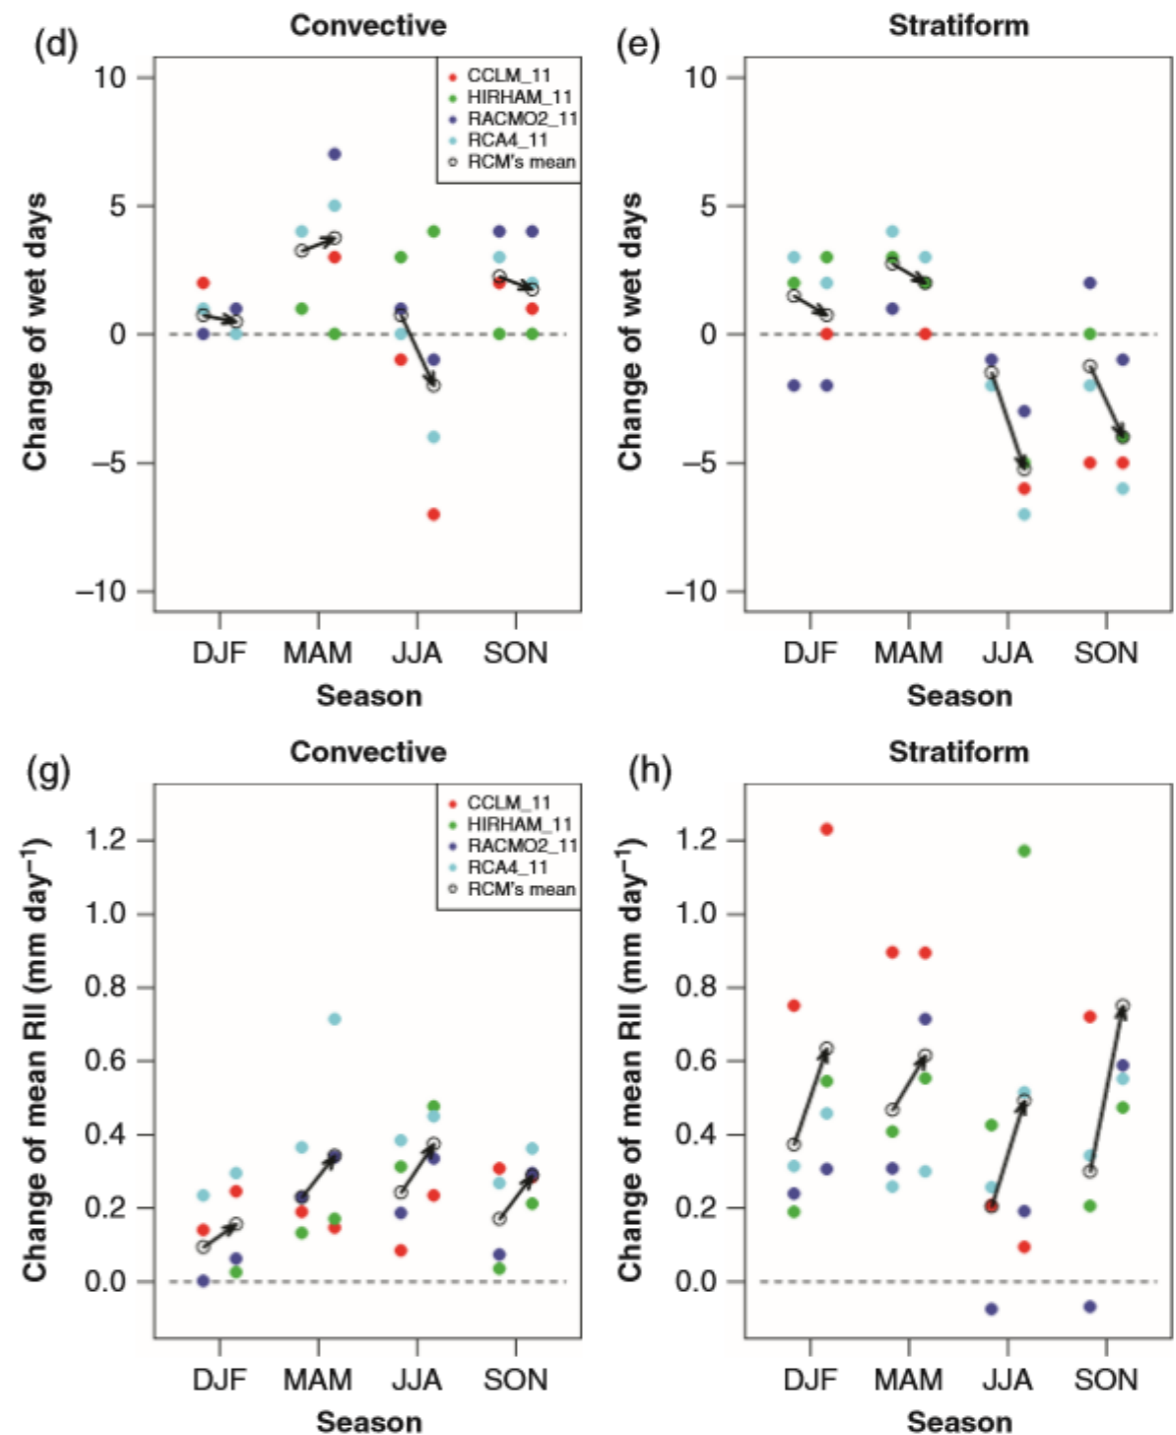 (d)
Convective
10
5
0
−5
−10
Change of wet days
CCLM_11
HIRHAM_11
RACMO2_11
RCA4_11
RCM's mean
DJF MAM JJA SON
Season
(e)
Stratiform
10
5
0
−5
−10
Change of wet days
DJF MAM JJA SON
Season
(g)
Convective
1.2
1.0
0.8
0.6
0.4
0.2
0.0
Change of mean RII (mm day⁻¹)
CCLM_11
HIRHAM_11
RACMO2_11
RCA4_11
RCM's mean
DJF MAM JJA SON
Season
(h)
Stratiform
1.2
1.0
0.8
0.6
0.4
0.2
0.0
Change of mean RII (mm day⁻¹)
DJF MAM JJA SON
Season